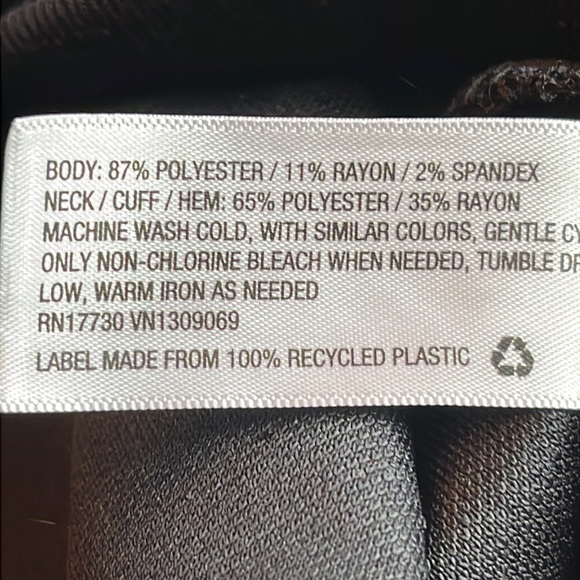 BODY: 87% POLYESTER / 11% RAYON / 2% SPANDEX
NECK / CUFF / HEM: 65% POLYESTER / 35% RAYON
MACHINE WASH COLD, WITH SIMILAR COLORS, GENTLE CY
ONLY NON-CHLORINE BLEACH WHEN NEEDED, TUMBLE DR
LOW, WARM IRON AS NEEDED
RN17730 VN1309069
LABEL MADE FROM 100% RECYCLED PLASTIC